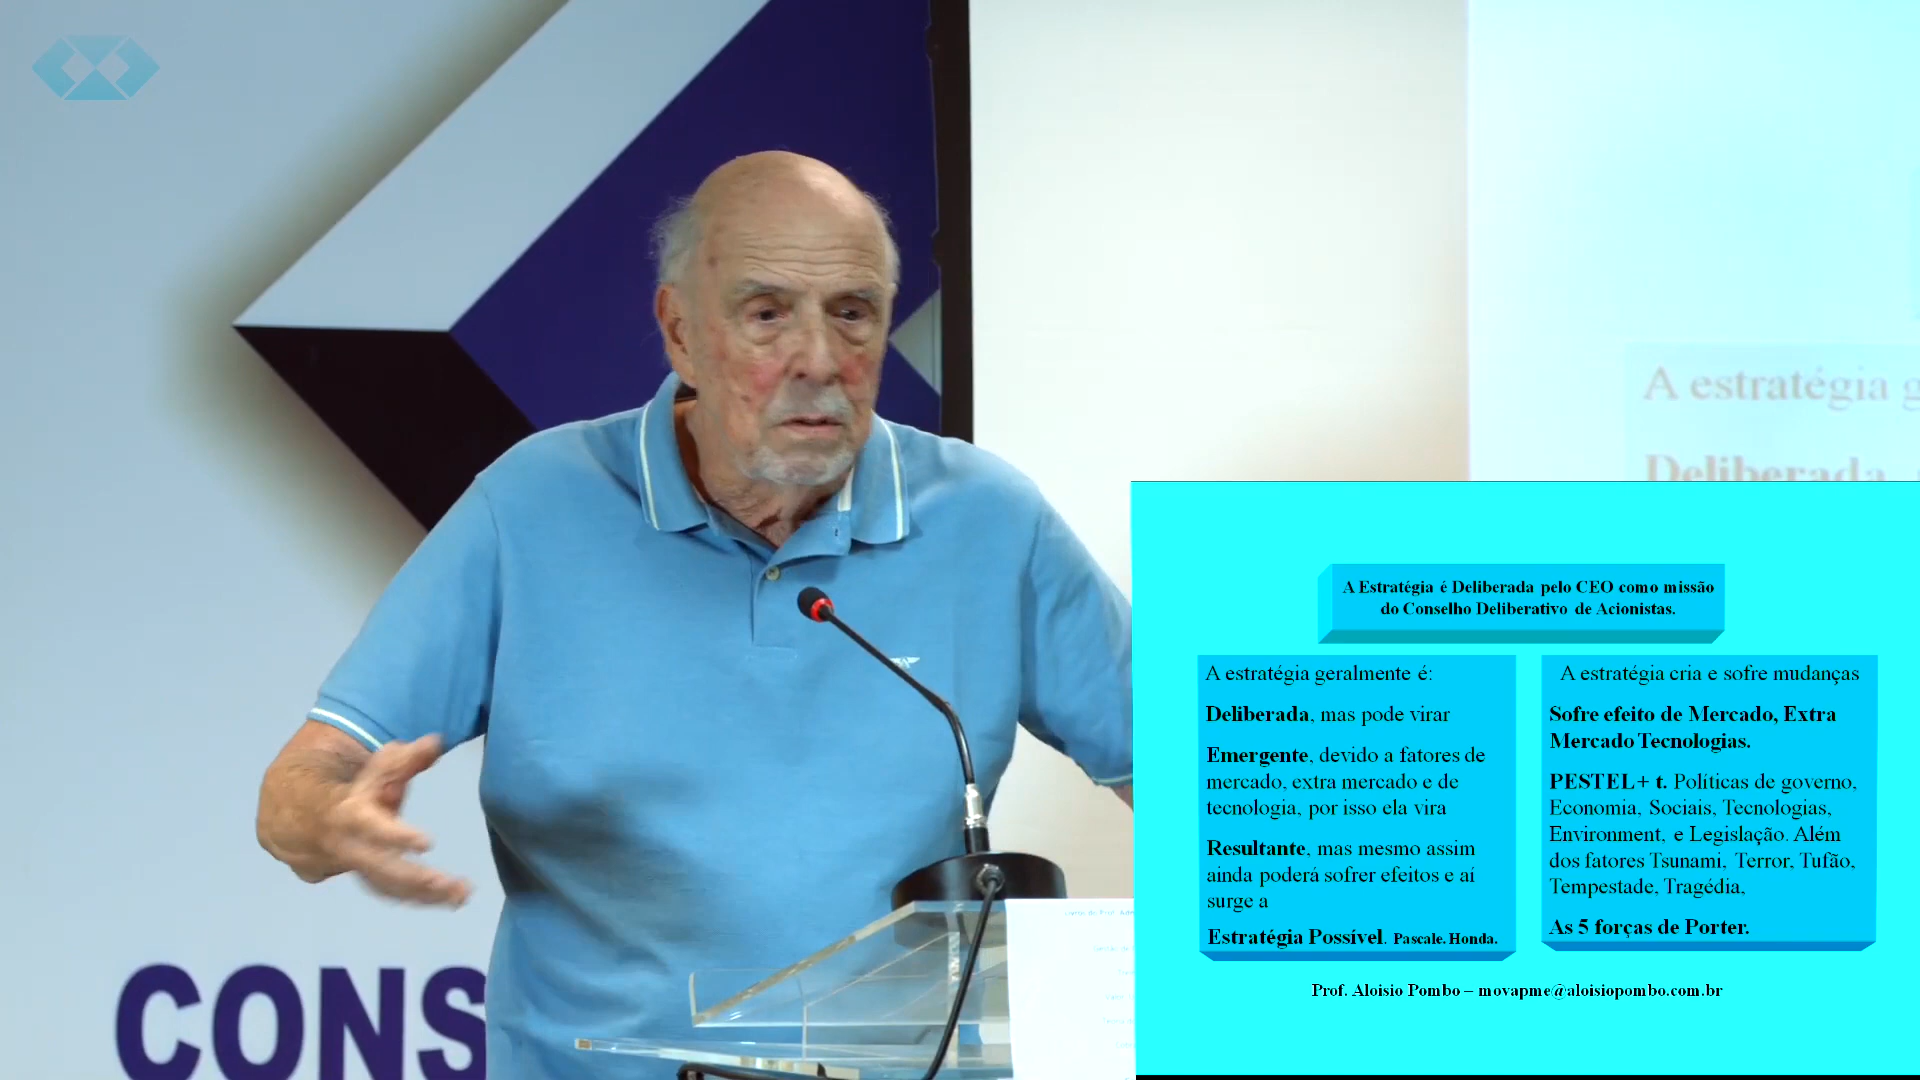 A estratégia g
Deliberada
CONS
A Estratégia é Deliberada pelo CEO como missão
do Conselho Deliberativo de Acionistas.
A estratégia geralmente é:
Deliberada, mas pode virar
Emergente, devido a fatores de
mercado, extra mercado e de
tecnologia, por isso ela vira
Resultante, mas mesmo assim
ainda poderá sofrer efeitos e aí
surge a
Estratégia Possível. Pascale. Honda.
A estratégia cria e sofre mudanças
Sofre efeito de Mercado, Extra
Mercado Tecnologias.
PESTEL+ t. Políticas de governo,
Economia, Sociais, Tecnologias,
Environment, e Legislação. Além
dos fatores Tsunami, Terror, Tufão,
Tempestade, Tragédia,
As 5 forças de Porter.
Prof. Aloisio Pombo – movapme@aloisiopombo.com.br